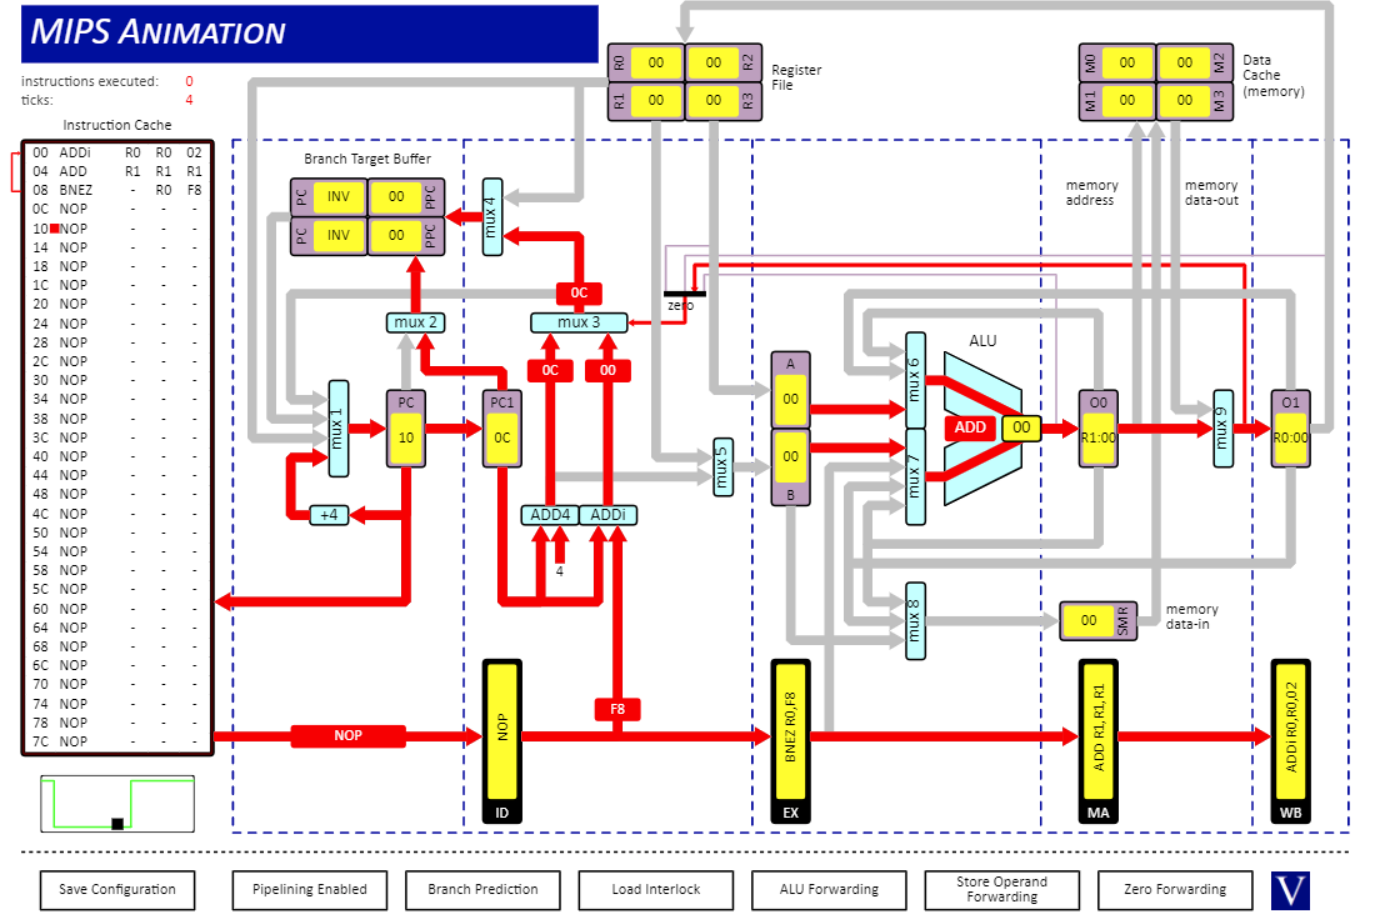 MIPS ANIMATION
instructions executed: 0
ticks: 4
Instruction Cache
00 ADDi R0 R0 02
04 ADD R1 R1 R1
08 BNEZ - R0 F8
0C NOP - - -
10 NOP - - -
14 NOP - - -
18 NOP - - -
1C NOP - - -
20 NOP - - -
24 NOP - - -
28 NOP - - -
2C NOP - - -
30 NOP - - -
34 NOP - - -
38 NOP - - -
3C NOP - - -
40 NOP - - -
44 NOP - - -
48 NOP - - -
4C NOP - - -
50 NOP - - -
54 NOP - - -
58 NOP - - -
5C NOP - - -
60 NOP - - -
64 NOP - - -
68 NOP - - -
6C NOP - - -
70 NOP - - -
74 NOP - - -
78 NOP - - -
7C NOP - - -
R0 00 00 R2
R1 00 00 R3
Register
File
M0 00 00 M2
M1 00 00 M3
Data
Cache
(memory)
Branch Target Buffer
PC INV 00 PPC
PC INV 00 PPC
mux 4
memory
address
memory
data-out
0C
zero
mux 2
mux 3
0C
00
mux 1
PC
10
PC1
0C
+4
ADD4
ADDi
4
mux 5
A
00
00
B
mux 6
mux 7
ALU
ADD
00
O0
R1:00
mux 9
O1
R0:00
mux 8
00 SMR
memory
data-in
F8
NOP
NOP
ID
BNEZ R0,F8
EX
ADD R1,R1,R1
MA
ADDi R0,R0,02
WB
Save Configuration
Pipelining Enabled
Branch Prediction
Load Interlock
ALU Forwarding
Store Operand
Forwarding
Zero Forwarding
V